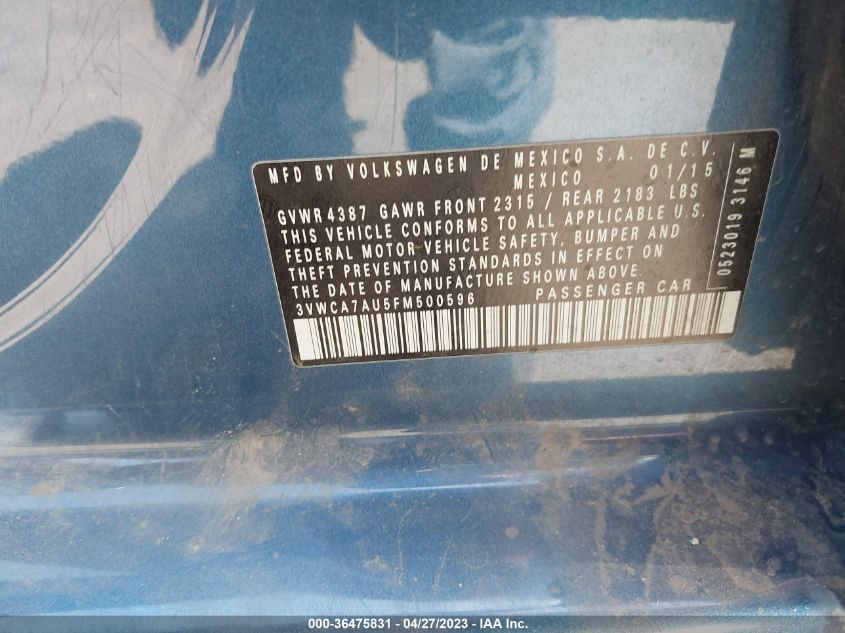 MFD BY VOLKSWAGEN DE MEXICO S.A. DE C.V.
MEXICO 01/15
GVWR 4387 GAWR FRONT 2315 / REAR 2183 LBS
THIS VEHICLE CONFORMS TO ALL APPLICABLE U.S.
FEDERAL MOTOR VEHICLE SAFETY, BUMPER AND
THEFT PREVENTION STANDARDS IN EFFECT ON
THE DATE OF MANUFACTURE SHOWN ABOVE.
3VWCA7AU5FM500596 PASSENGER CAR
0523019 3146 M
000-36475831 - 04/27/2023 - IAA Inc.